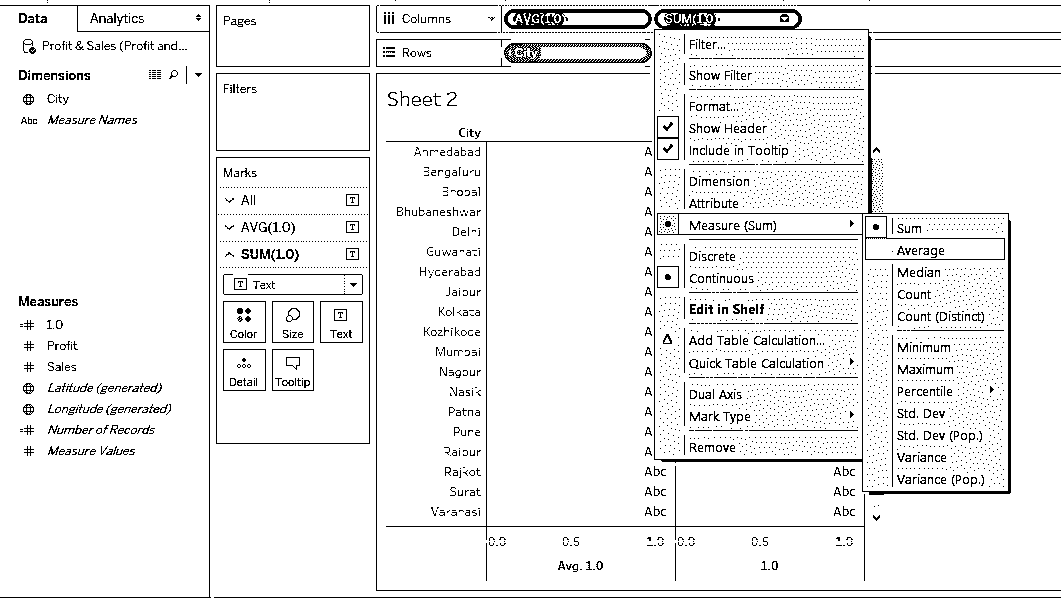 Data
Analytics
Profit & Sales (Profit and...
Dimensions
City
Abc Measure Names
Measures
1.0
Profit
Sales
Latitude (generated)
Longitude (generated)
Number of Records
Measure Values
Pages
Filters
Marks
All
AVG(1.0)
SUM(1.0)
Text
Color
Size
Text
Detail
Tooltip
Columns
AVG(1.0)
SUM(1.0)
Rows
City
Sheet 2
City
Ahmedabad A
Bengaluru A
Bhopal A
Bhubaneshwar A
Delhi A
Guwahati A
Hyderabad A
Jaipur A
Kolkata A
Kozhikode A
Mumbai A
Nagpur A
Nasik A
Patna A
Pune A
Raipur A
Rajkot Abc Abc
Surat Abc Abc
Varanasi Abc Abc
0.0 0.5 1.0 0.0 0.5 1.0
Avg. 1.0 1.0
Filter...
Show Filter
Format...
Show Header
Include in Tooltip
Dimension
Attribute
Measure (Sum)
Discrete
Continuous
Edit in Shelf
Add Table Calculation...
Quick Table Calculation
Dual Axis
Mark Type
Remove
Sum
Average
Median
Count
Count (Distinct)
Minimum
Maximum
Percentile
Std. Dev
Std. Dev (Pop.)
Variance
Variance (Pop.)